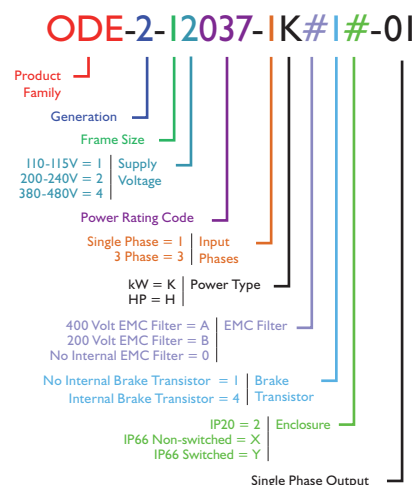 ODE-2-12037-1K#1#-01
Product
Family
Generation
Frame Size
110-115V = 1
200-240V = 2
380-480V = 4
Supply
Voltage
Power Rating Code
Single Phase = 1
3 Phase = 3
Input
Phases
kW = K
HP = H
Power Type
400 Volt EMC Filter = A
200 Volt EMC Filter = B
No Internal EMC Filter = 0
EMC Filter
No Internal Brake Transistor = 1
Internal Brake Transistor = 4
Brake
Transistor
IP20 = 2
IP66 Non-switched = X
IP66 Switched = Y
Enclosure
Single Phase Output